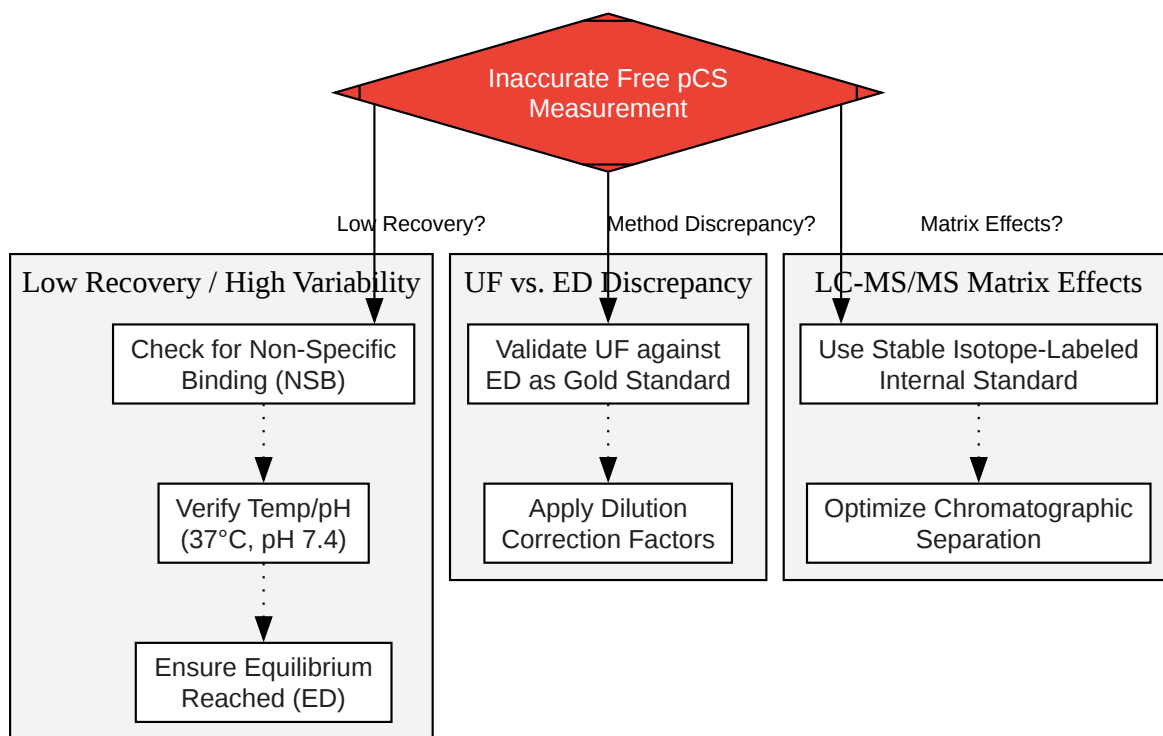 Inaccurate Free pCS
Measurement
Low Recovery?
Method Discrepancy?
Matrix Effects?
Low Recovery / High Variability
UF vs. ED Discrepancy
LC-MS/MS Matrix Effects
Check for Non-Specific
Binding (NSB)
Validate UF against
ED as Gold Standard
Use Stable Isotope-Labeled
Internal Standard
Verify Temp/pH
(37°C, pH 7.4)
Apply Dilution
Correction Factors
Optimize Chromatographic
Separation
Ensure Equilibrium
Reached (ED)